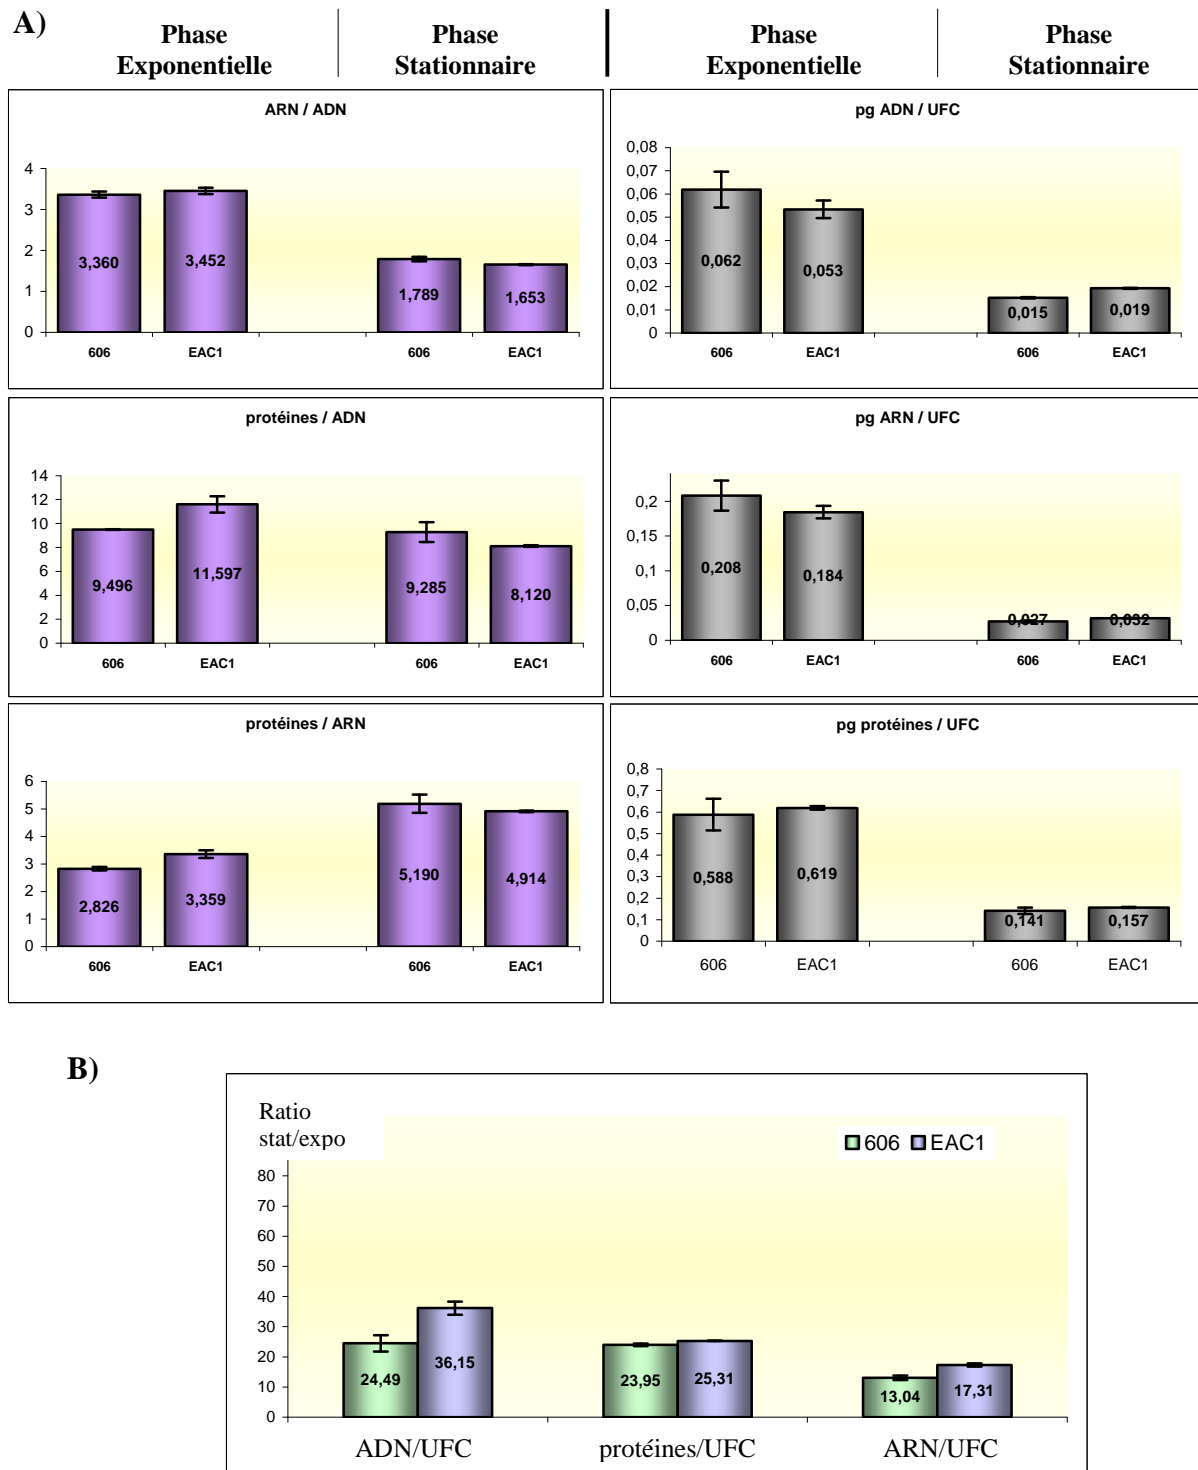 A)
Phase
Exponentielle
Phase
Stationnaire
Phase
Exponentielle
Phase
Stationnaire
ARN / ADN
4
3
2
1
0
3,360
3,452
1,789
1,653
606
EAC1
606
EAC1
pg ADN / UFC
0,08
0,07
0,06
0,05
0,04
0,03
0,02
0,01
0
0,062
0,053
0,015
0,019
606
EAC1
606
EAC1
protéines / ADN
14
12
10
8
6
4
2
0
9,496
11,597
9,285
8,120
606
EAC1
606
EAC1
pg ARN / UFC
0,2
0,15
0,1
0,05
0
0,208
0,184
0,027
0,032
606
EAC1
606
EAC1
protéines / ARN
6
5
4
3
2
1
0
2,826
3,359
5,190
4,914
606
EAC1
606
EAC1
pg protéines / UFC
0,8
0,7
0,6
0,5
0,4
0,3
0,2
0,1
0
0,588
0,619
0,141
0,157
606
EAC1
606
EAC1
B)
Ratio
stat/expo
606
EAC1
80
70
60
50
40
30
20
10
0
24,49
36,15
23,95
25,31
13,04
17,31
ADN/UFC
protéines/UFC
ARN/UFC